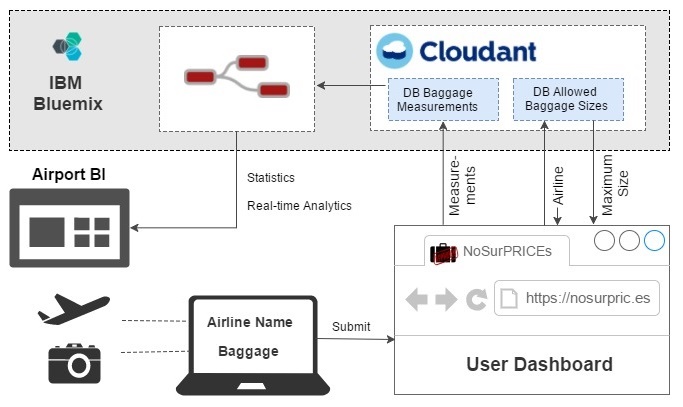 IBM
Bluemix
Cloudant
DB Baggage
Measurements
DB Allowed
Baggage Sizes
Airport BI
Statistics
Real-time Analytics
Measure-
ments
Airline
Maximum
Size
NoSurPRICEs
https://nosurpric.es
User Dashboard
Airline Name
Baggage
Submit